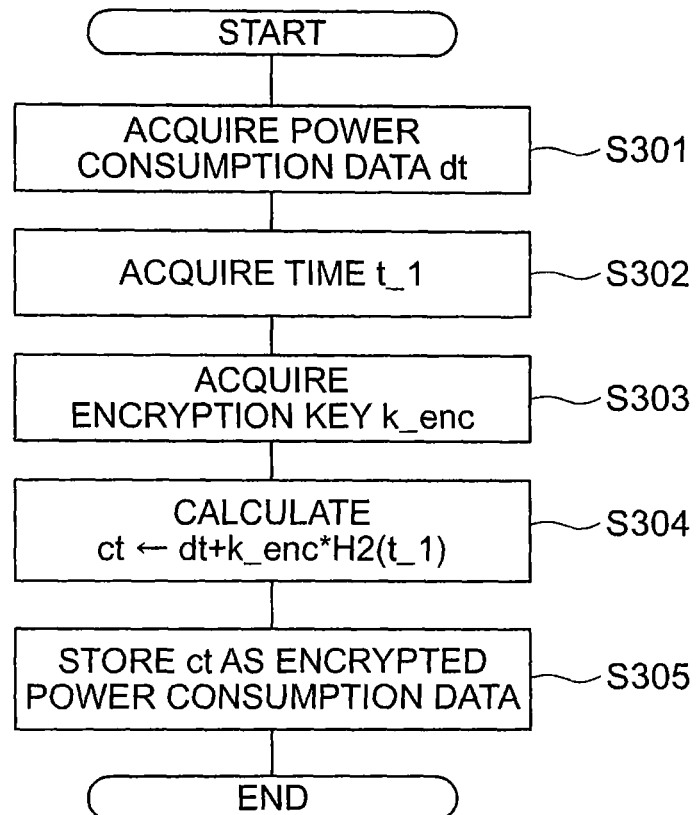 START
ACQUIRE POWER
CONSUMPTION DATA dt
S301
ACQUIRE TIME t_1
S302
ACQUIRE
ENCRYPTION KEY k_enc
S303
CALCULATE
ct ← dt+k_enc*H2(t_1)
S304
STORE ct AS ENCRYPTED
POWER CONSUMPTION DATA
S305
END